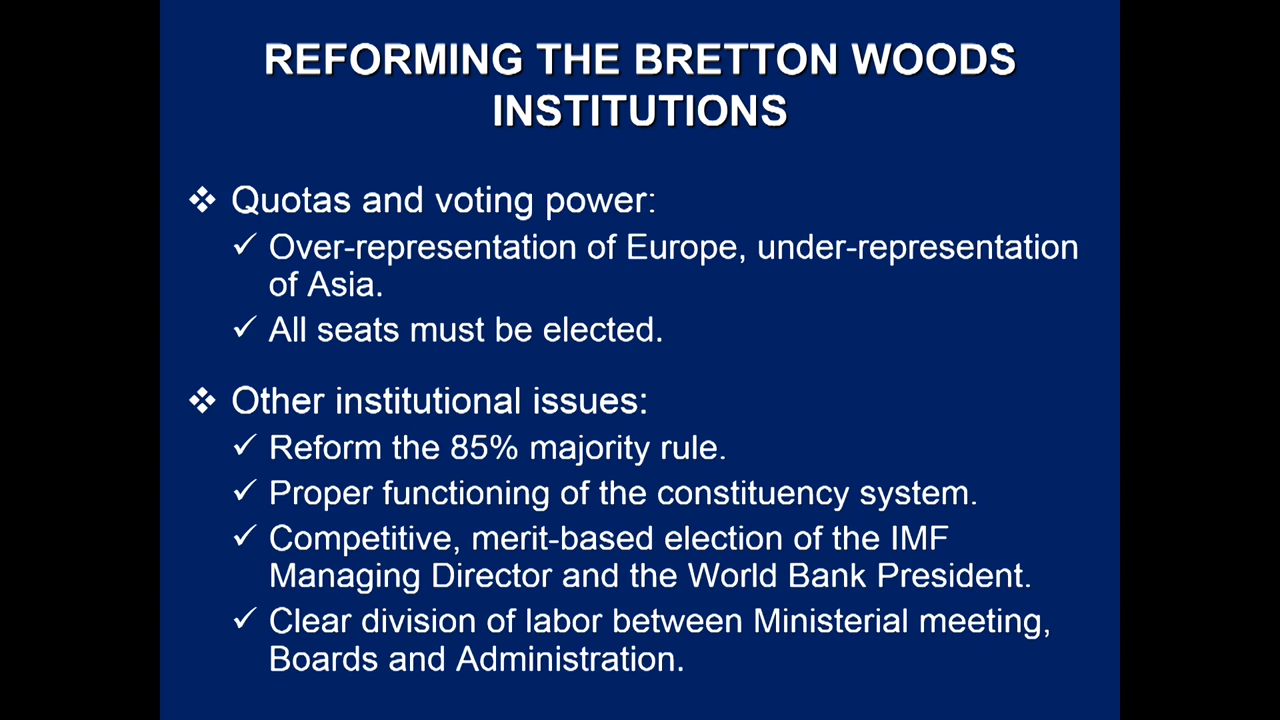 REFORMING THE BRETTON WOODS
INSTITUTIONS
❖ Quotas and voting power:
✓ Over-representation of Europe, under-representation
of Asia.
✓ All seats must be elected.
❖ Other institutional issues:
✓ Reform the 85% majority rule.
✓ Proper functioning of the constituency system.
✓ Competitive, merit-based election of the IMF
Managing Director and the World Bank President.
✓ Clear division of labor between Ministerial meeting,
Boards and Administration.